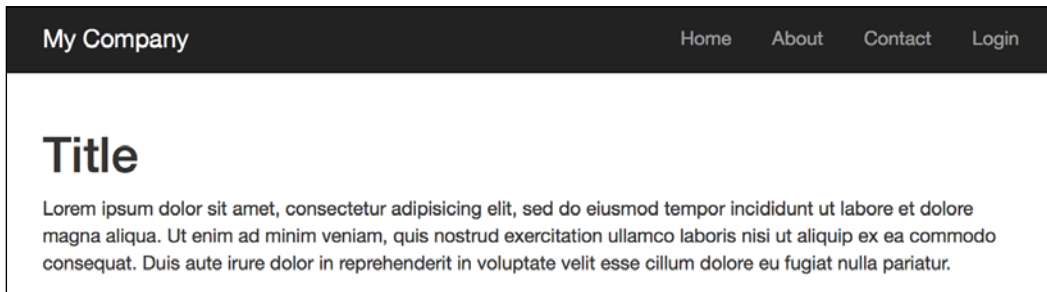 My Company Home About Contact Login
Title
Lorem ipsum dolor sit amet, consectetur adipisicing elit, sed do eiusmod tempor incididunt ut labore et dolore
magna aliqua. Ut enim ad minim veniam, quis nostrud exercitation ullamco laboris nisi ut aliquip ex ea commodo
consequat. Duis aute irure dolor in reprehenderit in voluptate velit esse cillum dolore eu fugiat nulla pariatur.